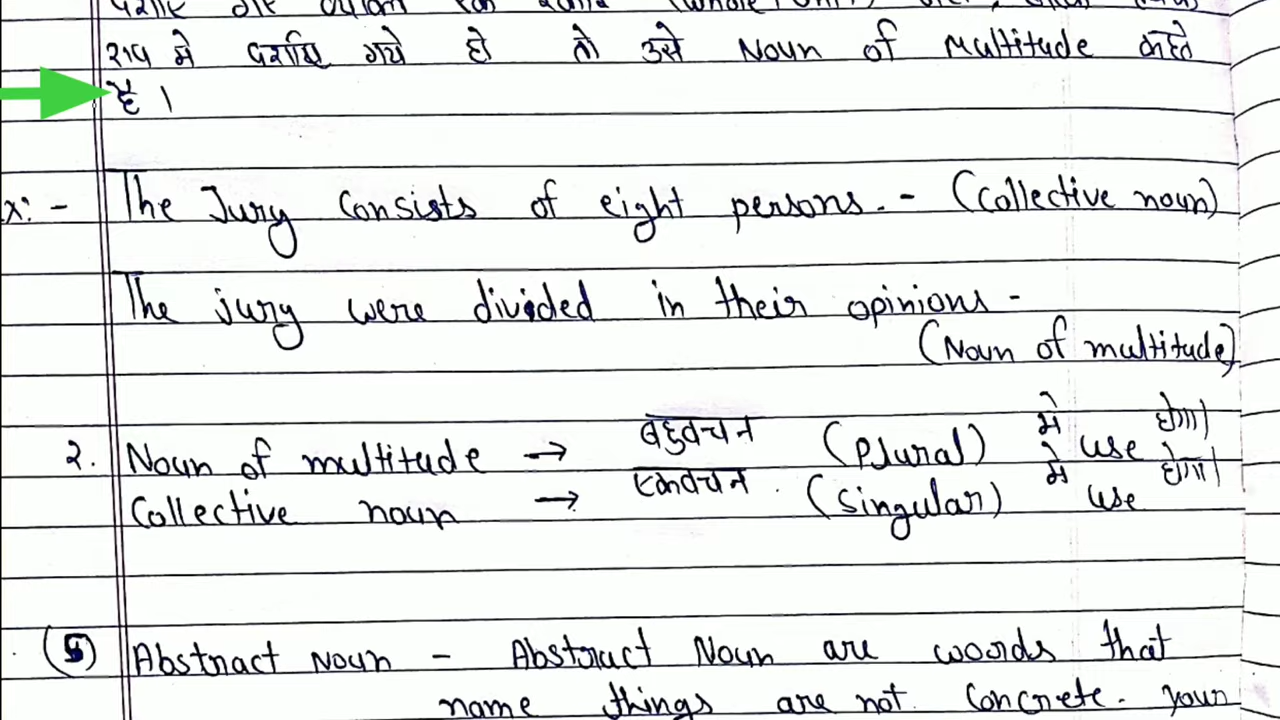 (whole
राय मे दर्शाये गये हो तो उसे Noun of Multitude कहते
है ।
x: - The Jury consists of eight persons. - (Collective noun)
The jury were divided in their opinions -
(Noun of multitude)
2. Noun of multitude → बहुवचन (Plural) मे use होगा।
Collective noun → एकवचन. (singular) मे use होगा।
(5) Abstract Noun - Abstract Noun are words that
name things are not concrete. your